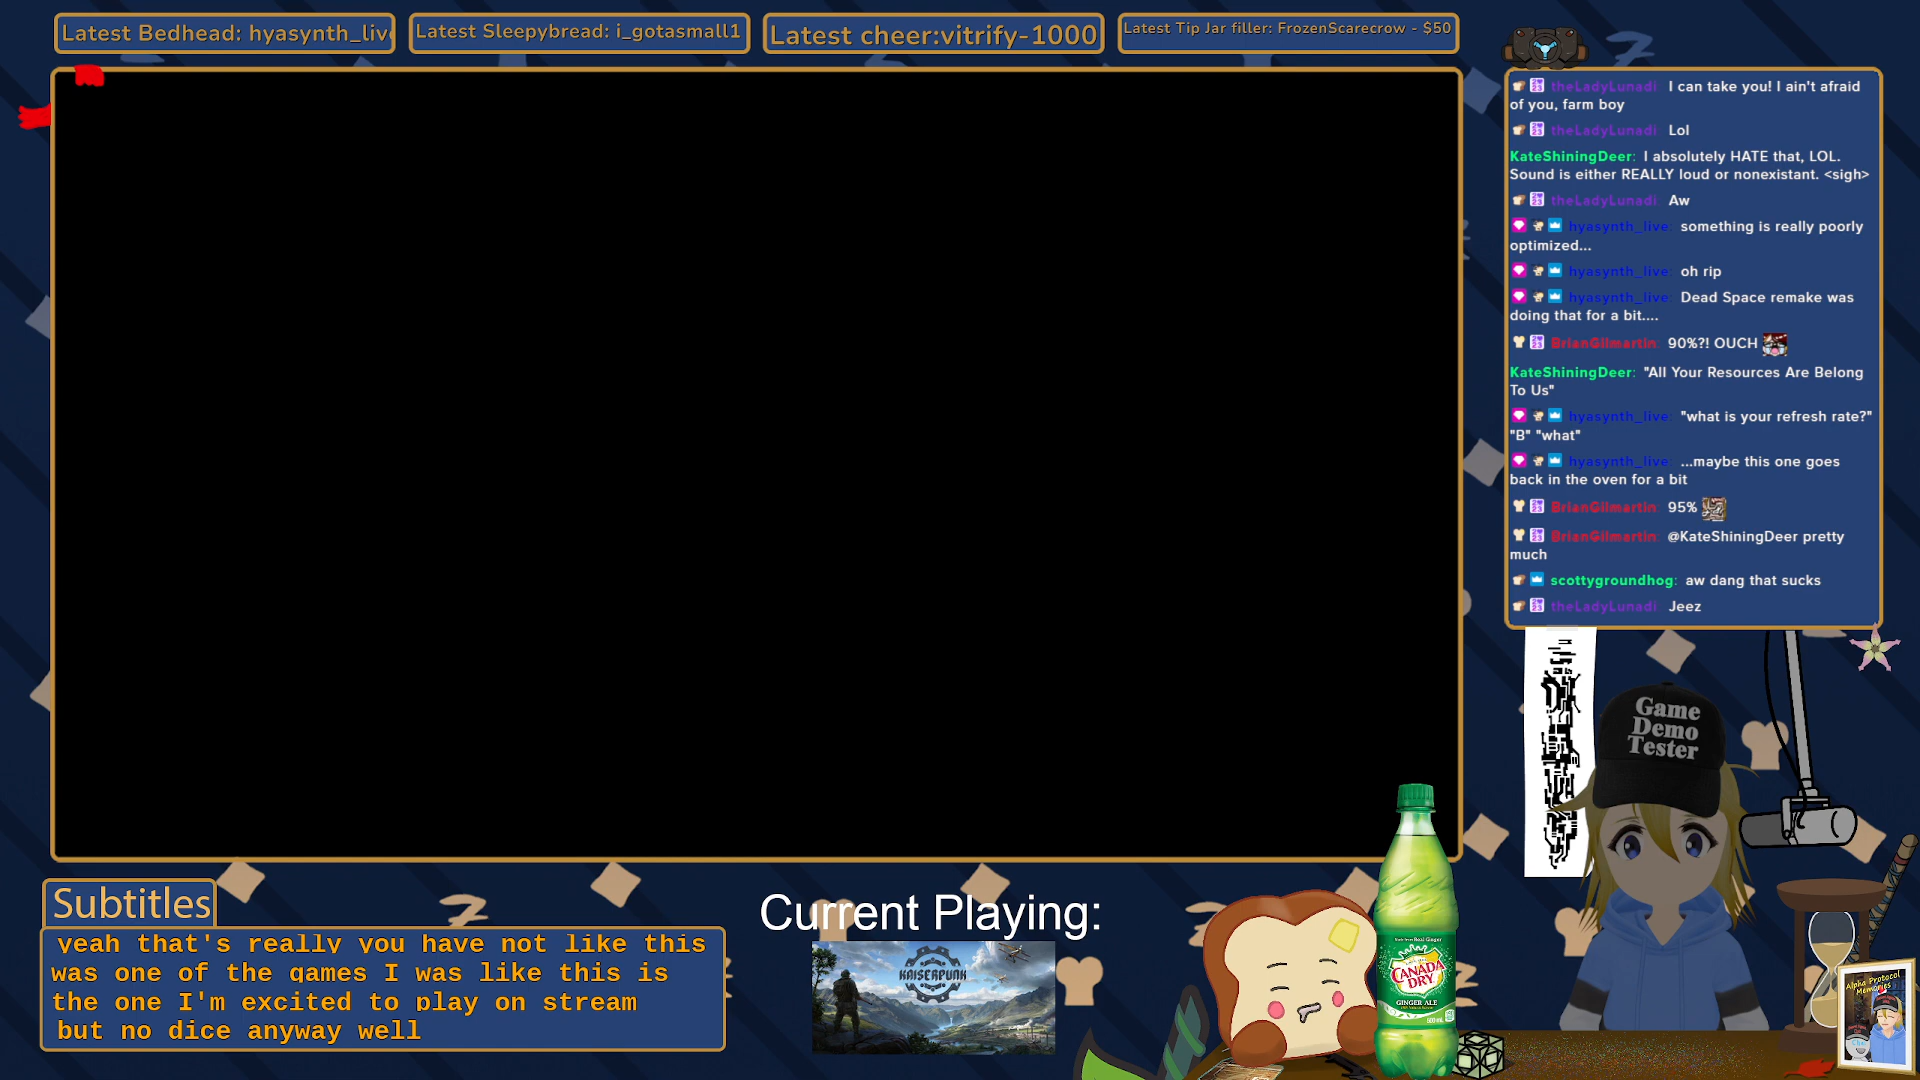 Latest Bedhead: hyasynth_liv
Latest Sleepybread: i_gotasmall1
Latest cheer:vitrify-1000
Latest Tip Jar filler: FrozenScarecrow - $50
theLadyLunadi: I can take you! I ain't afraid
of you, farm boy
theLadyLunadi: Lol
KateShiningDeer: I absolutely HATE that, LOL.
Sound is either REALLY loud or nonexistant. <sigh>
theLadyLunadi: Aw
hyasynth_live: something is really poorly
optimized...
hyasynth_live: oh rip
hyasynth_live: Dead Space remake was
doing that for a bit....
BrianGilmartin: 90%?! OUCH
KateShiningDeer: "All Your Resources Are Belong
To Us"
hyasynth_live: "what is your refresh rate?"
"B" "what"
hyasynth_live: ...maybe this one goes
back in the oven for a bit
BrianGilmartin: 95%
BrianGilmartin: @KateShiningDeer pretty
much
scottygroundhog: aw dang that sucks
theLadyLunadi: Jeez
Game
Demo
Tester
Subtitles
yeah that's really you have not like this
was one of the games I was like this is
the one I'm excited to play on stream
but no dice anyway well
Current Playing:
KAISERPUNK
CANADA
DRY
GINGER ALE
Alpha Protocol
Memories